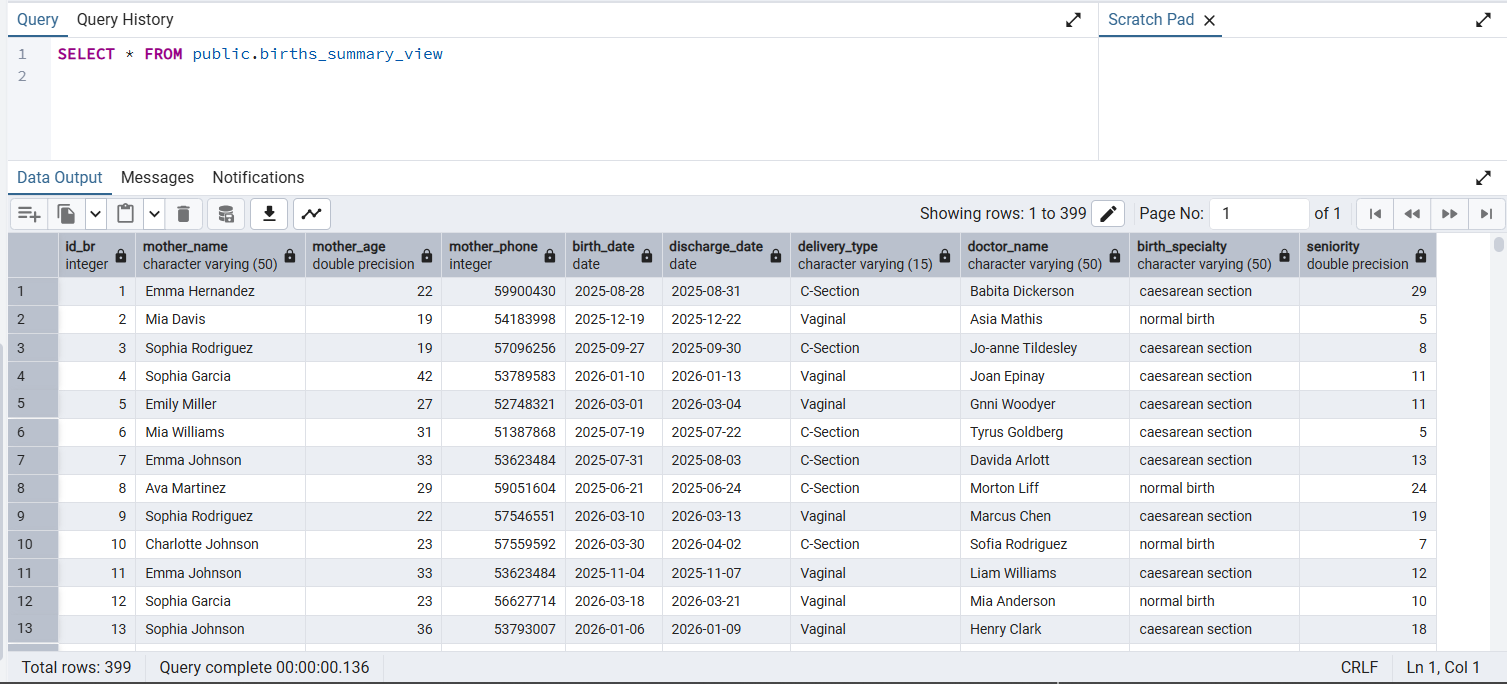 Query Query History Scratch Pad
1 SELECT * FROM public.births_summary_view
2
Data Output Messages Notifications
Showing rows: 1 to 399 Page No: 1 of 1
id_br mother_name mother_age mother_phone birth_date discharge_date delivery_type doctor_name birth_specialty seniority
integer character varying (50) double precision integer date date character varying (15) character varying (50) character varying (50) double precision
1 1 Emma Hernandez 22 59900430 2025-08-28 2025-08-31 C-Section Babita Dickerson caesarean section 29
2 2 Mia Davis 19 54183998 2025-12-19 2025-12-22 Vaginal Asia Mathis normal birth 5
3 3 Sophia Rodriguez 19 57096256 2025-09-27 2025-09-30 C-Section Jo-anne Tildesley caesarean section 8
4 4 Sophia Garcia 42 53789583 2026-01-10 2026-01-13 Vaginal Joan Epinay caesarean section 11
5 5 Emily Miller 27 52748321 2026-03-01 2026-03-04 Vaginal Gnni Woodyer caesarean section 11
6 6 Mia Williams 31 51387868 2025-07-19 2025-07-22 C-Section Tyrus Goldberg caesarean section 5
7 7 Emma Johnson 33 53623484 2025-07-31 2025-08-03 C-Section Davida Arlott caesarean section 13
8 8 Ava Martinez 29 59051604 2025-06-21 2025-06-24 C-Section Morton Liff normal birth 24
9 9 Sophia Rodriguez 22 57546551 2026-03-10 2026-03-13 Vaginal Marcus Chen caesarean section 19
10 10 Charlotte Johnson 23 57559592 2026-03-30 2026-04-02 C-Section Sofia Rodriguez normal birth 7
11 11 Emma Johnson 33 53623484 2025-11-04 2025-11-07 Vaginal Liam Williams caesarean section 12
12 12 Sophia Garcia 23 56627714 2026-03-18 2026-03-21 Vaginal Mia Anderson normal birth 10
13 13 Sophia Johnson 36 53793007 2026-01-06 2026-01-09 Vaginal Henry Clark caesarean section 18
Total rows: 399 Query complete 00:00:00.136 CRLF Ln 1, Col 1